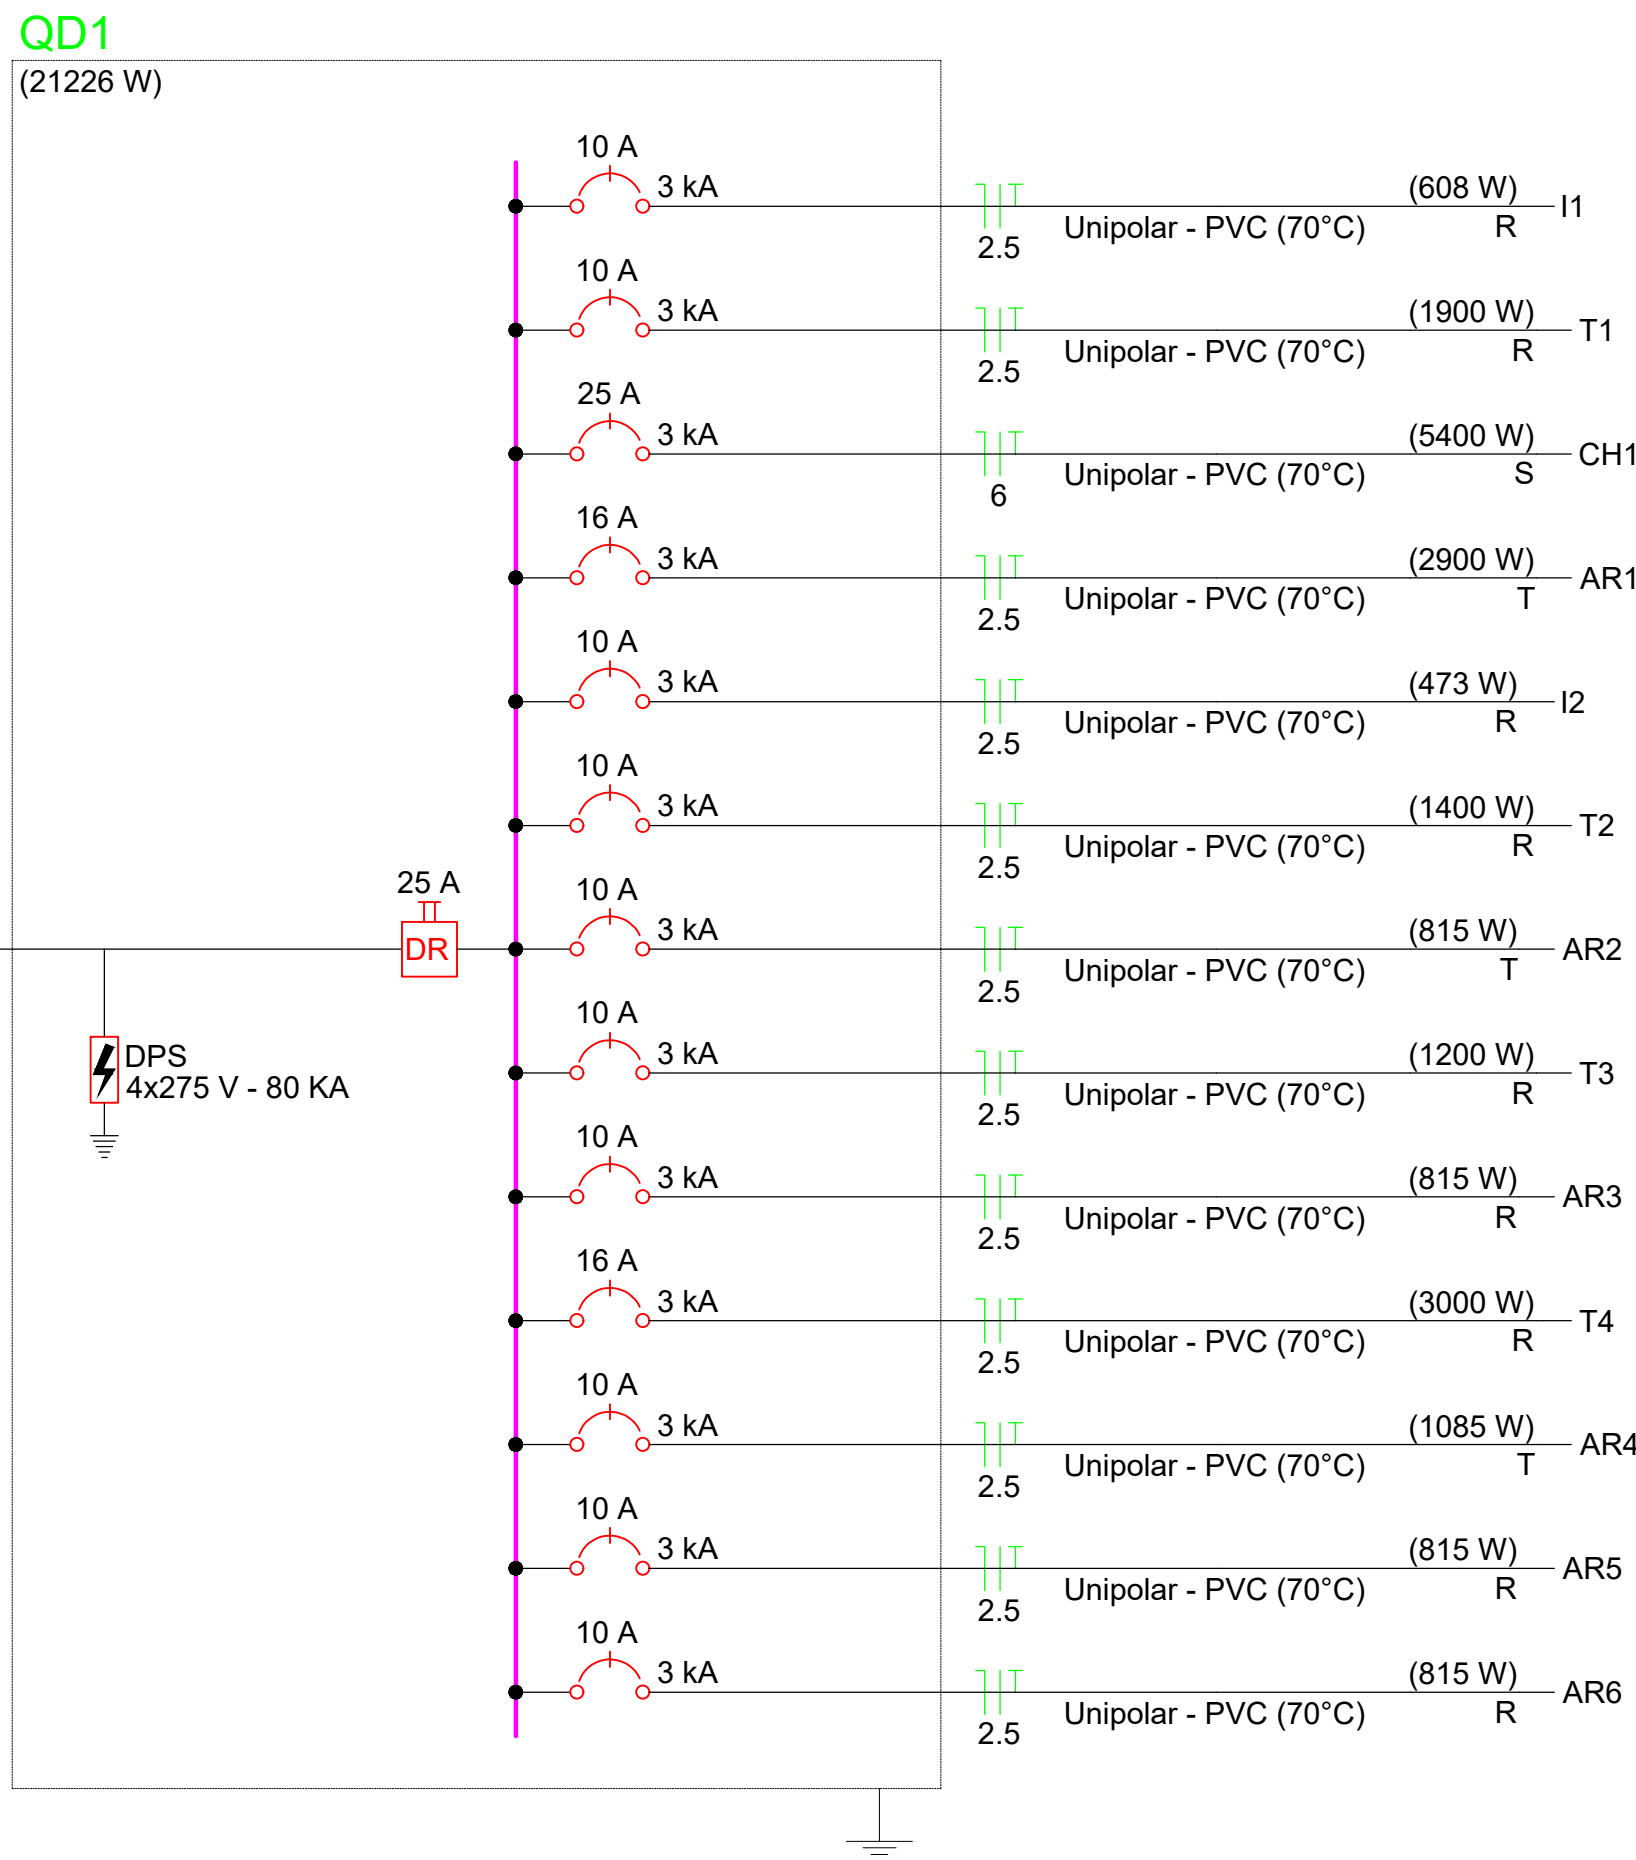 QD1
(21226 W)
10 A
3 kA
2.5
Unipolar - PVC (70°C)
(608 W)
R
I1
10 A
3 kA
2.5
Unipolar - PVC (70°C)
(1900 W)
R
T1
25 A
3 kA
6
Unipolar - PVC (70°C)
(5400 W)
S
CH1
16 A
3 kA
2.5
Unipolar - PVC (70°C)
(2900 W)
T
AR1
10 A
3 kA
2.5
Unipolar - PVC (70°C)
(473 W)
R
I2
10 A
3 kA
2.5
Unipolar - PVC (70°C)
(1400 W)
R
T2
25 A
DR
10 A
3 kA
2.5
Unipolar - PVC (70°C)
(815 W)
T
AR2
DPS
4x275 V - 80 KA
10 A
3 kA
2.5
Unipolar - PVC (70°C)
(1200 W)
R
T3
10 A
3 kA
2.5
Unipolar - PVC (70°C)
(815 W)
R
AR3
16 A
3 kA
2.5
Unipolar - PVC (70°C)
(3000 W)
R
T4
10 A
3 kA
2.5
Unipolar - PVC (70°C)
(1085 W)
T
AR4
10 A
3 kA
2.5
Unipolar - PVC (70°C)
(815 W)
R
AR5
10 A
3 kA
2.5
Unipolar - PVC (70°C)
(815 W)
R
AR6